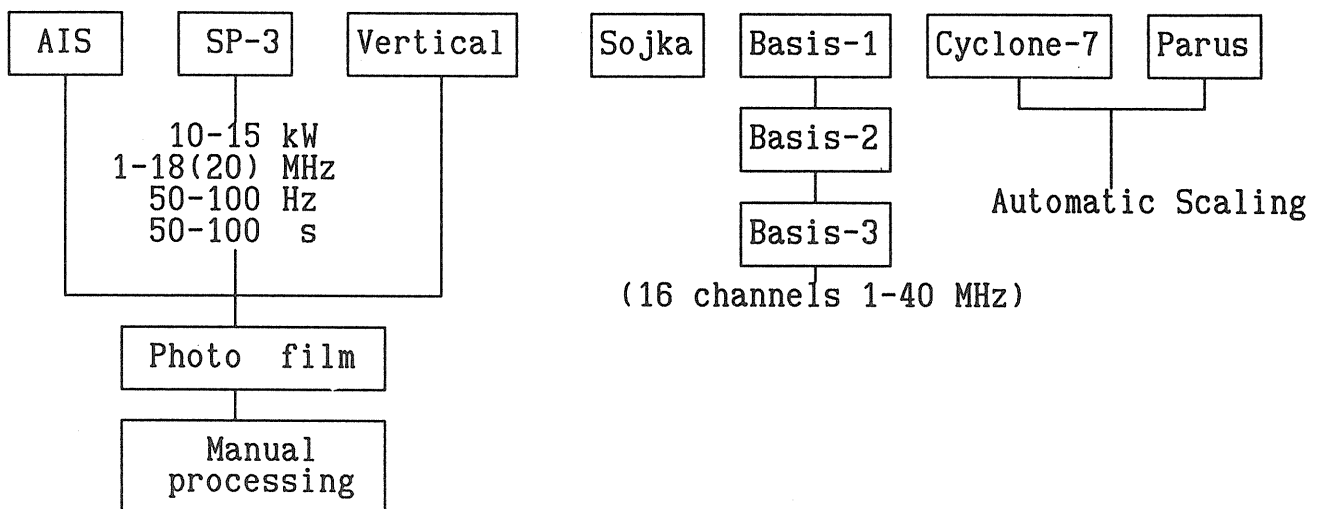 AIS
SP-3
Vertical
Sojka
Basis-1
Cyclone-7
Parus
10-15 kW
1-18(20) MHz
50-100 Hz
50-100 s
Basis-2
Basis-3
(16 channels 1-40 MHz)
Automatic Scaling
Photo film
Manual
processing